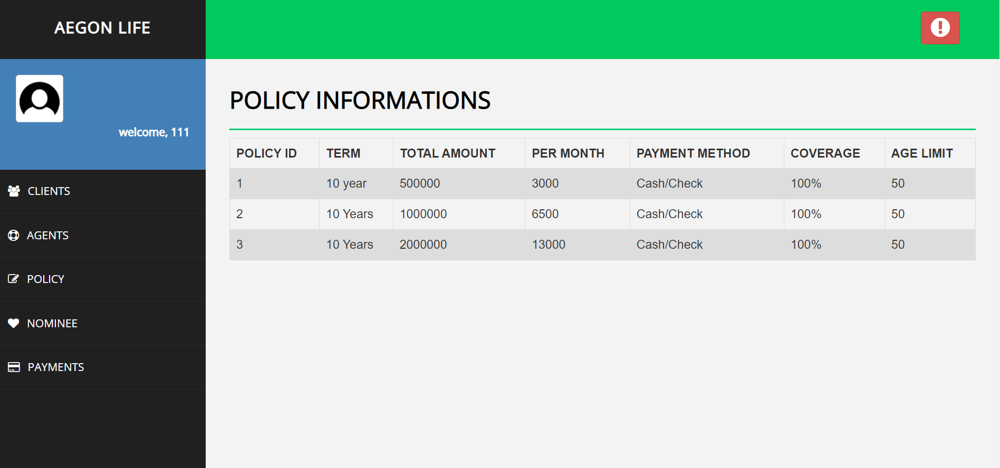 AEGON LIFE
welcome, 111
CLIENTS
AGENTS
POLICY
NOMINEE
PAYMENTS
POLICY INFORMATIONS
POLICY ID TERM TOTAL AMOUNT PER MONTH PAYMENT METHOD COVERAGE AGE LIMIT
1 10 year 500000 3000 Cash/Check 100% 50
2 10 Years 1000000 6500 Cash/Check 100% 50
3 10 Years 2000000 13000 Cash/Check 100% 50